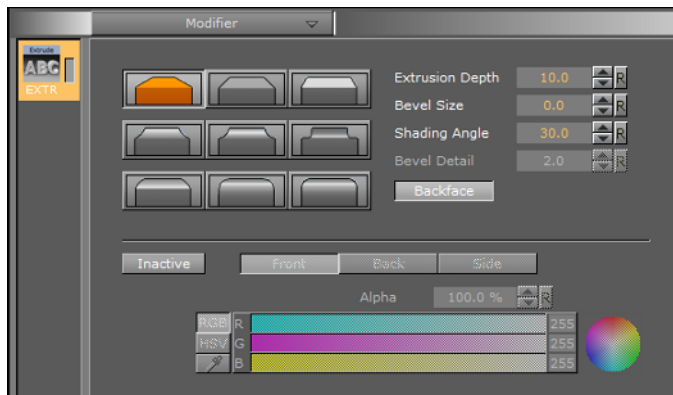 Modifier
Extrude
ABC
EXTR
Extrusion Depth 10.0 R
Bevel Size 0.0 R
Shading Angle 30.0 R
Bevel Detail 2.0 R
Backface
Inactive Front Back Side
Alpha 100.0 % R
RGB R 255
HSV G 255
B 255